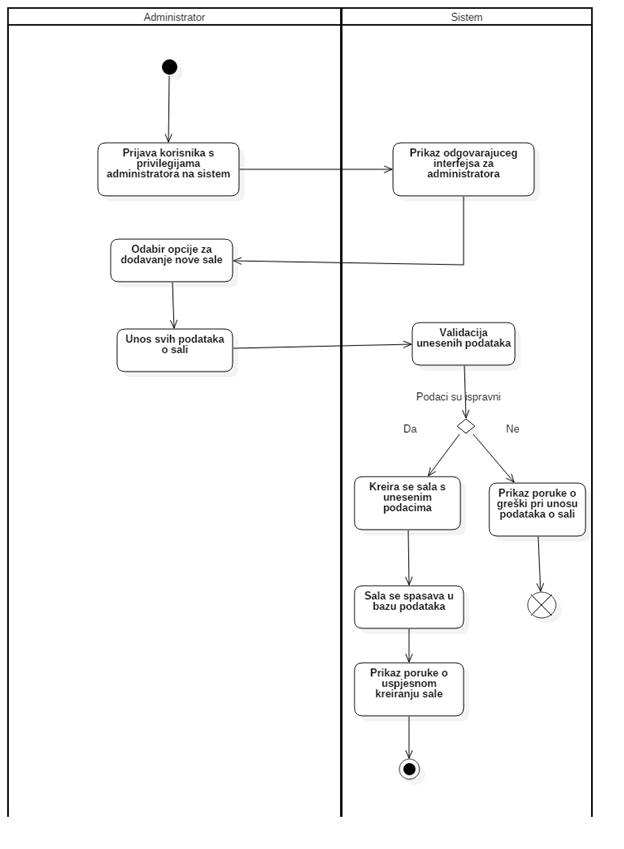 Administrator
Sistem
Prijava korisnika s
privilegijama
administratora na sistem
Prikaz odgovarajuceg
interfejsa za
administratora
Odabir opcije za
dodavanje nove sale
Unos svih podataka
o sali
Validacija
unesenih podataka
Podaci su ispravni
Da
Ne
Kreira se sala s
unesenim
podacima
Prikaz poruke o
greški pri unosu
podataka o sali
Sala se spasava u
bazu podataka
Prikaz poruke o
uspjesnom
kreiranju sale